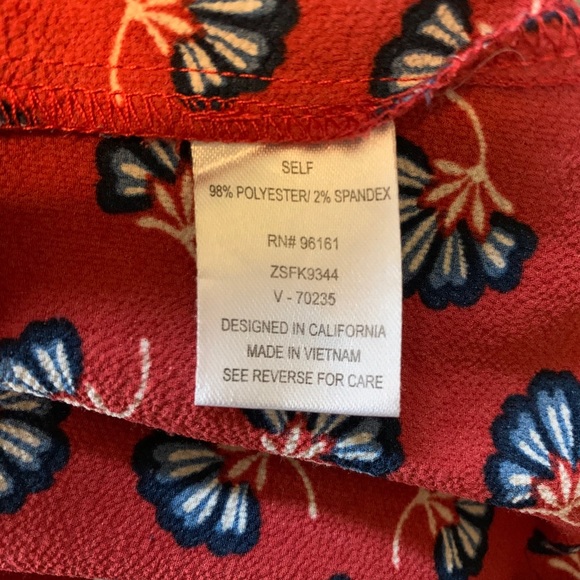 SELF
98% POLYESTER/ 2% SPANDEX
RN# 96161
ZSFK9344
V - 70235
DESIGNED IN CALIFORNIA
MADE IN VIETNAM
SEE REVERSE FOR CARE